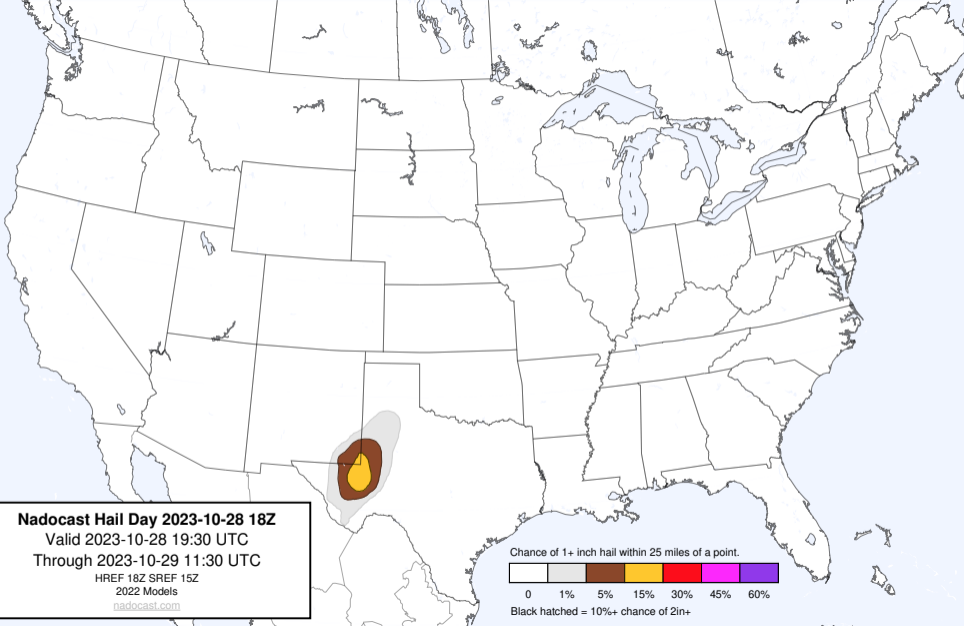 Nadocast Hail Day 2023-10-28 18Z
Valid 2023-10-28 19:30 UTC
Through 2023-10-29 11:30 UTC
HREF 18Z SREF 15Z
2022 Models
nadocast.com
Chance of 1+ inch hail within 25 miles of a point.
0 1% 5% 15% 30% 45% 60%
Black hatched = 10%+ chance of 2in+